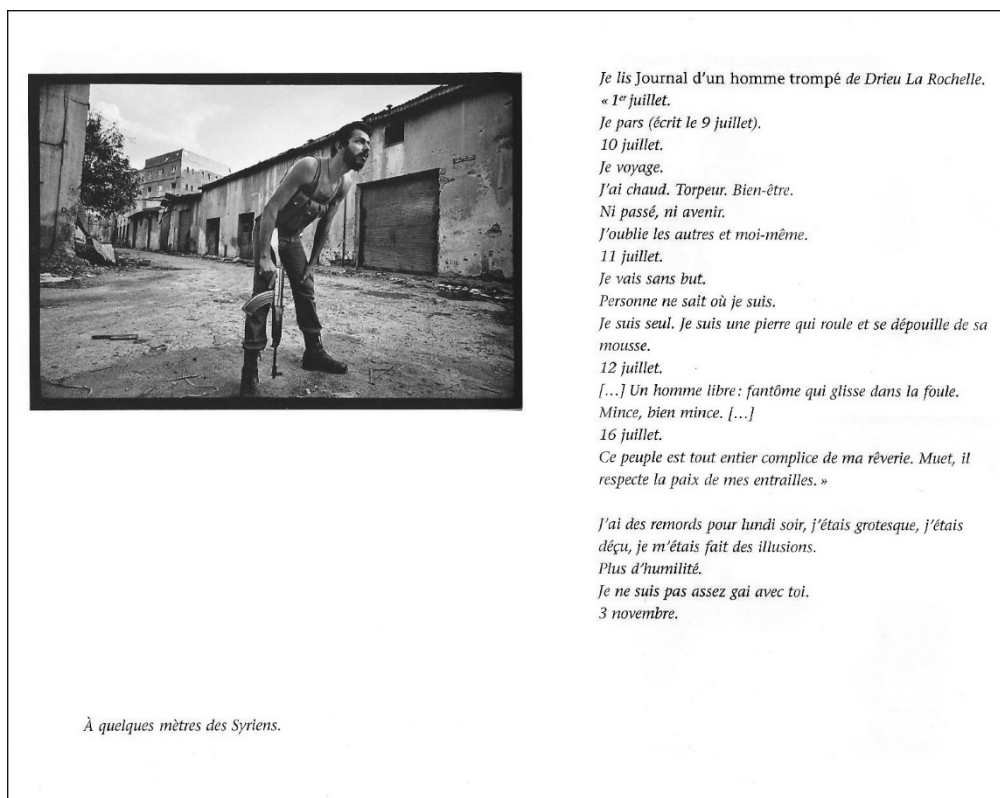 Je lis Journal d'un homme trompé de Drieu La Rochelle.
« 1er juillet.
Je pars (écrit le 9 juillet).
10 juillet.
Je voyage.
J'ai chaud. Torpeur. Bien-être.
Ni passé, ni avenir.
J'oublie les autres et moi-même.
11 juillet.
Je vais sans but.
Personne ne sait où je suis.
Je suis seul. Je suis une pierre qui roule et se dépouille de sa
mousse.
12 juillet.
[…] Un homme libre : fantôme qui glisse dans la foule.
Mince, bien mince. […]
16 juillet.
Ce peuple est tout entier complice de ma rêverie. Muet, il
respecte la paix de mes entrailles. »
J'ai des remords pour lundi soir, j'étais grotesque, j'étais
déçu, je m'étais fait des illusions.
Plus d'humilité.
Je ne suis pas assez gai avec toi.
3 novembre.
À quelques mètres des Syriens.